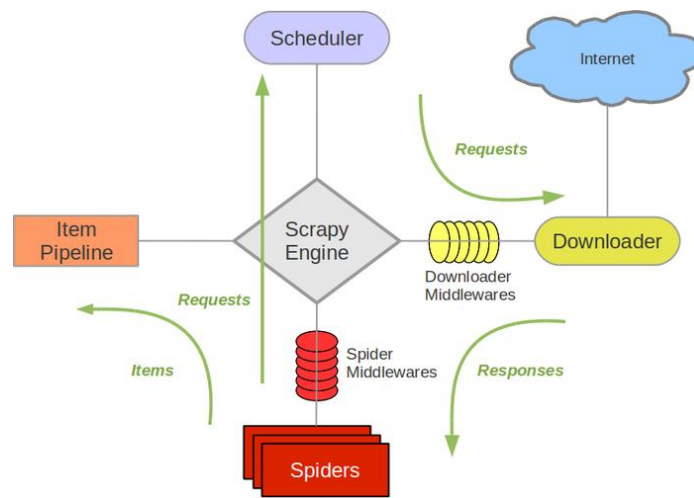 Scheduler
Internet
Requests
Item
Pipeline
Scrapy
Engine
Downloader
Downloader
Middlewares
Requests
Items
Spider
Middlewares
Responses
Spiders